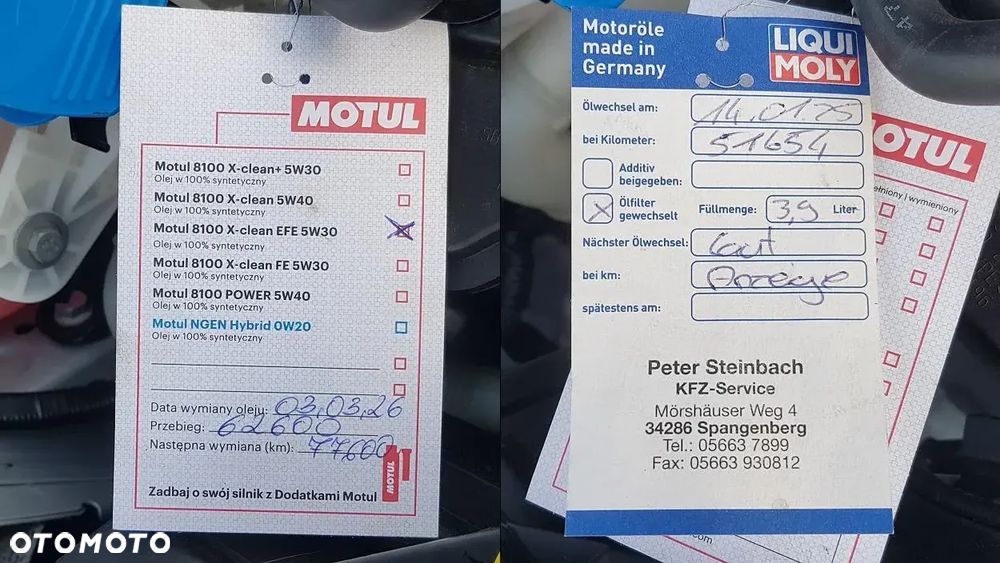 MOTUL
Motul 8100 X-clean+ 5W30
Olej w 100% syntetyczny
Motul 8100 X-clean 5W40
Olej w 100% syntetyczny
Motul 8100 X-clean EFE 5W30
Olej w 100% syntetyczny
Motul 8100 X-clean FE 5W30
Olej w 100% syntetyczny
Motul 8100 POWER 5W40
Olej w 100% syntetyczny
Motul NGEN Hybrid 0W20
Olej w 100% syntetyczny
Data wymiany oleju: 03,03,26
Przebieg: 62600
Następna wymiana (km): 77600
MOTUL
Zadbaj o swój silnik z Dodatkami Motul
OTOMOTO
Motoröle
made in
Germany
LIQUI
MOLY
Ölwechsel am: 14.01.25
bei Kilometer: 51654
Additiv
beigegeben:
Ölfilter
gewechselt X Füllmenge: 3,9 Liter
Nächster Ölwechsel: laut
bei km: Anzeige
spätestens am:
Peter Steinbach
KFZ-Service
Mörshäuser Weg 4
34286 Spangenberg
Tel.: 05663 7899
Fax: 05663 930812
OTUL
ełniony / wymieniony
.com